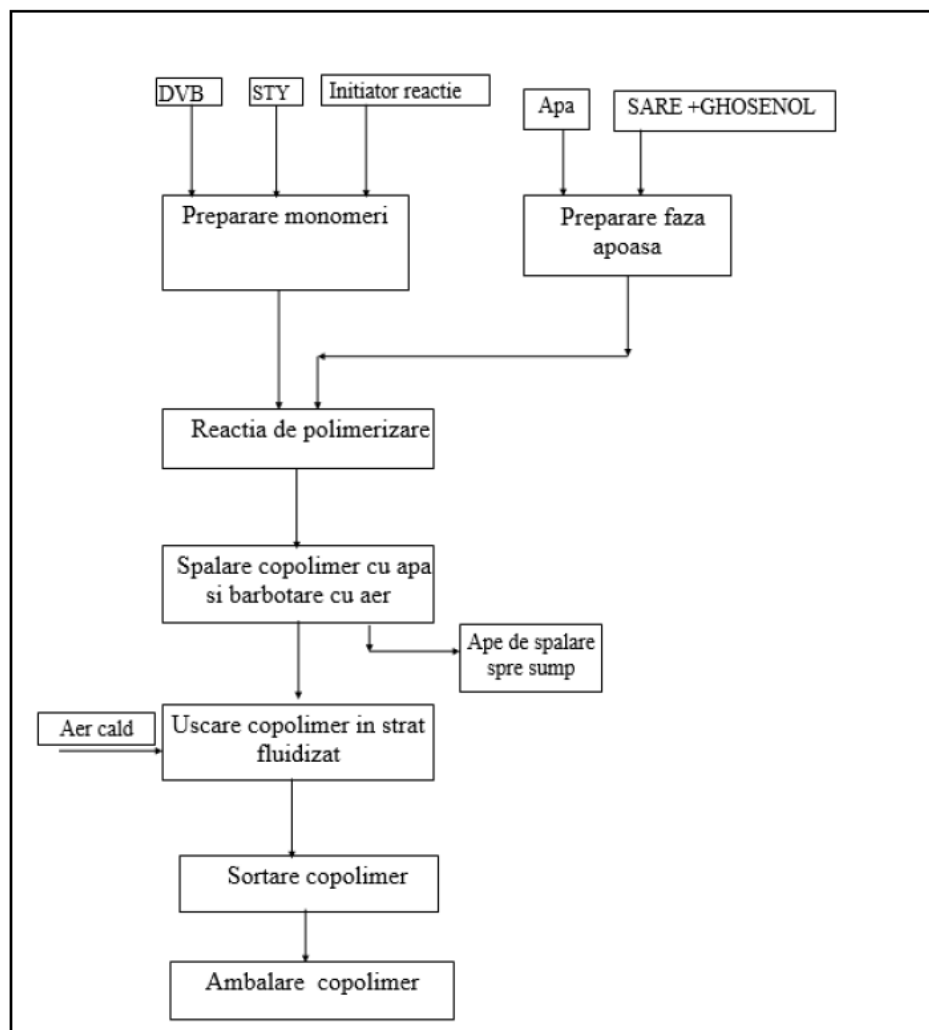 DVB
STY
Initiator reactie
Apa
SARE +GHOSENOL
Preparare monomeri
Preparare faza
apoasa
Reactia de polimerizare
Spalare copolimer cu apa
si barbotare cu aer
Ape de spalare
spre sump
Aer cald
Uscare copolimer in strat
fluidizat
Sortare copolimer
Ambalare copolimer